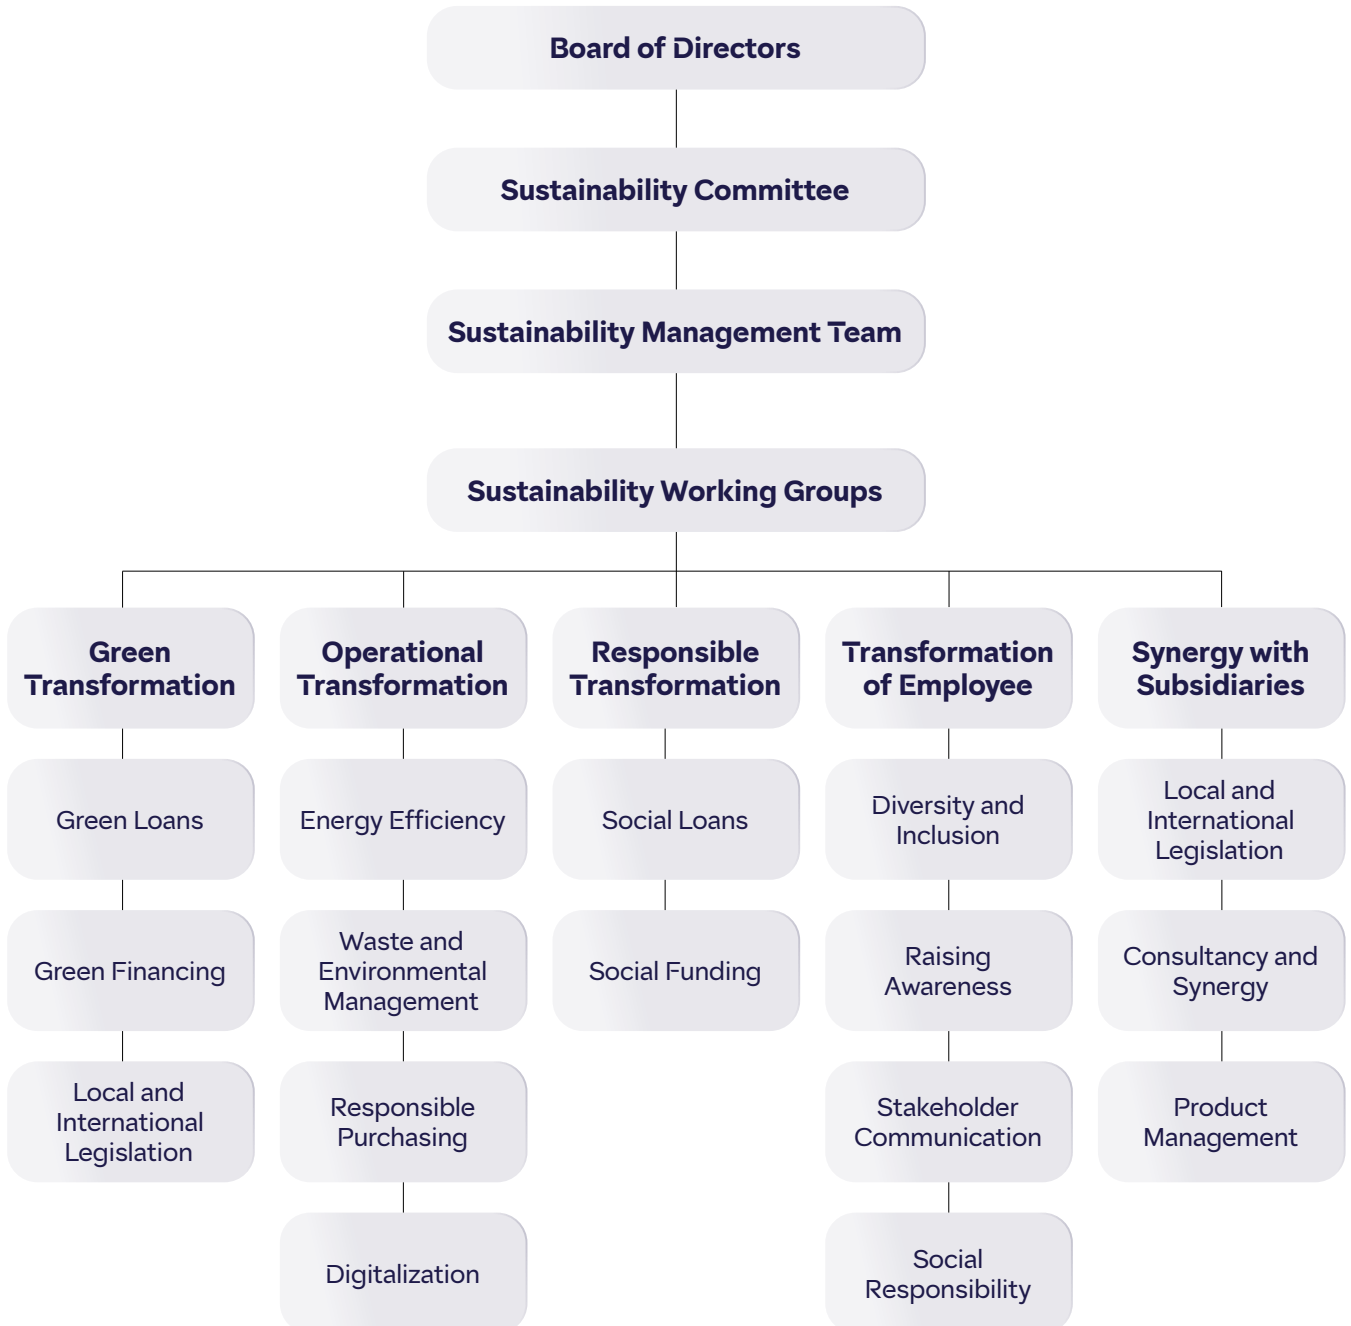 Board of Directors
Sustainability Committee
Sustainability Management Team
Sustainability Working Groups
Green
Transformation
Green Loans
Green Financing
Local and
International
Legislation
Operational
Transformation
Energy Efficiency
Waste and
Environmental
Management
Responsible
Purchasing
Digitalization
Responsible
Transformation
Social Loans
Social Funding
Transformation
of Employee
Diversity and
Inclusion
Raising
Awareness
Stakeholder
Communication
Social
Responsibility
Synergy with
Subsidiaries
Local and
International
Legislation
Consultancy and
Synergy
Product
Management